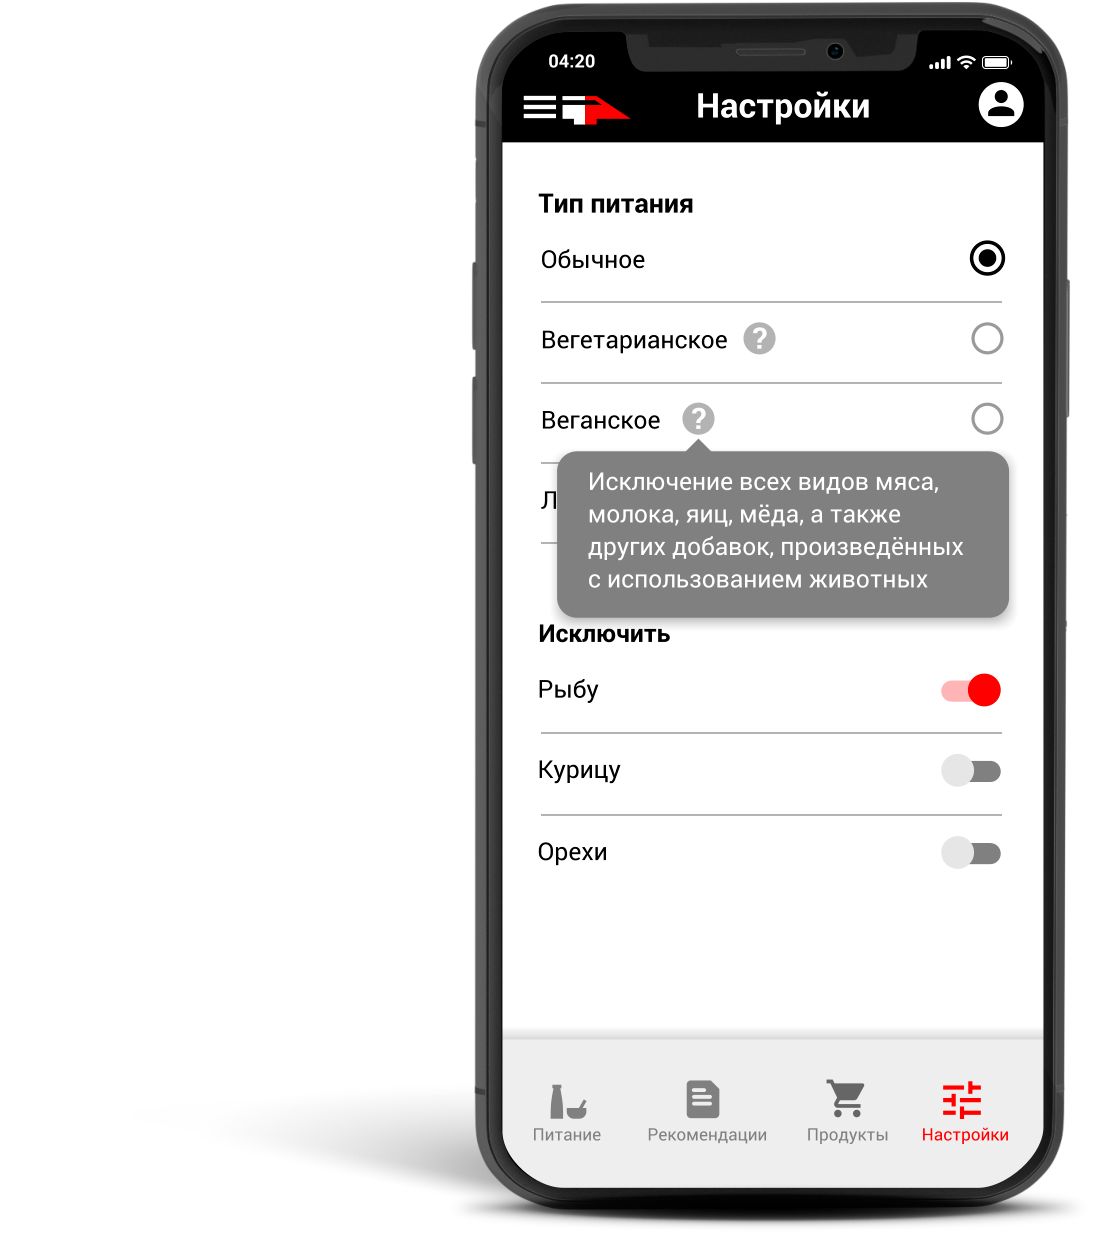 04:20
Настройки
Тип питания
Обычное
Вегетарианское ?
Веганское ?
Исключение всех видов мяса,
молока, яиц, мёда, а также
других добавок, произведённых
с использованием животных
Исключить
Рыбу
Курицу
Орехи
Питание Рекомендации Продукты Настройки